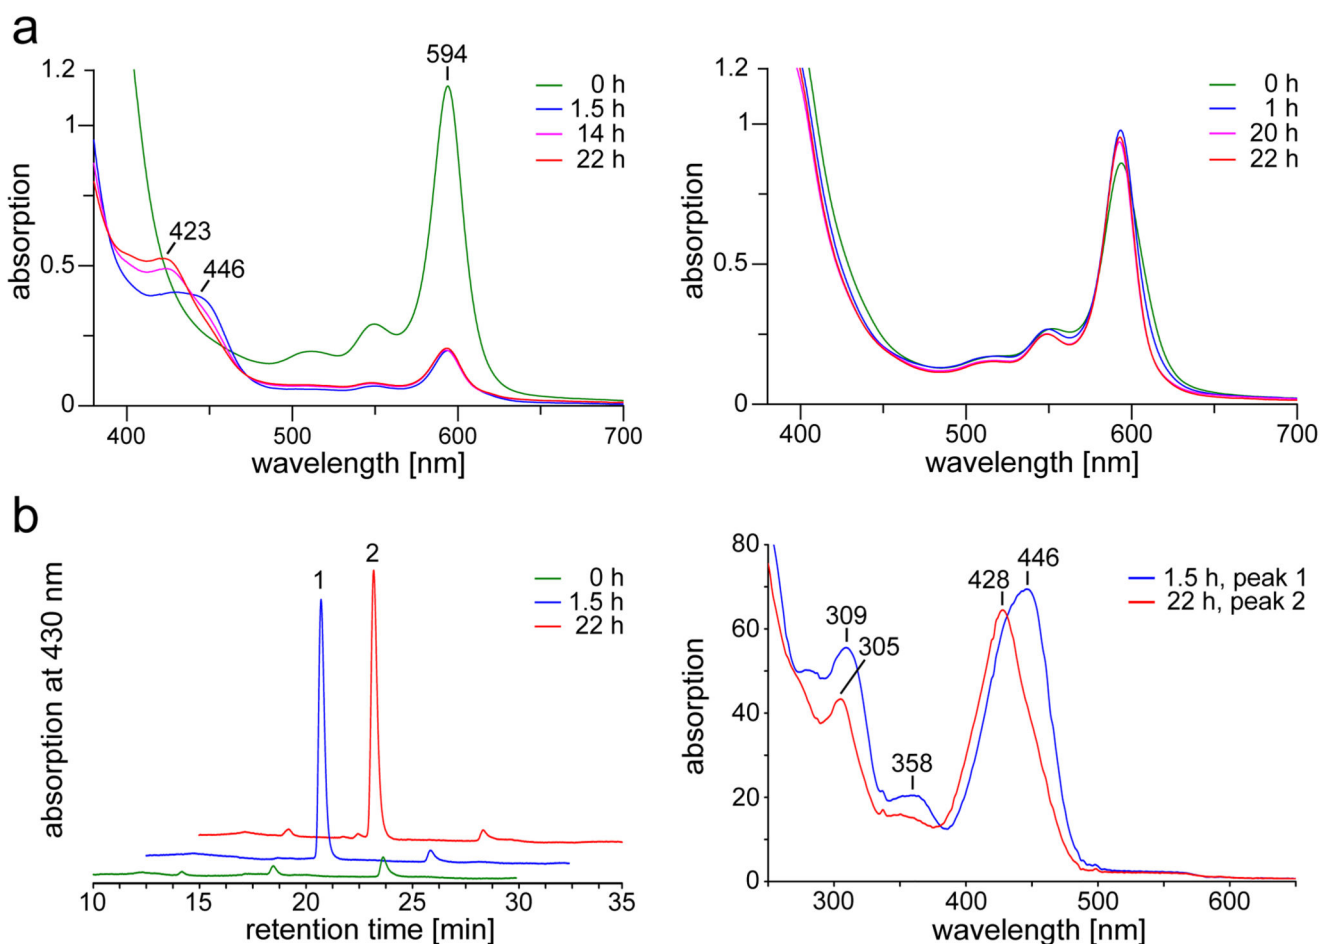 a
594
1.2
1
0.5
0
absorption
423
446
0 h
1.5 h
14 h
22 h
400
500
600
700
wavelength [nm]
1.2
1
0.5
0
absorption
0 h
1 h
20 h
22 h
400
500
600
700
wavelength [nm]
b
absorption at 430 nm
1
2
0 h
1.5 h
22 h
10
15
20
25
30
35
retention time [min]
80
60
40
20
0
absorption
309
305
358
428
446
1.5 h, peak 1
22 h, peak 2
300
400
500
600
wavelength [nm]